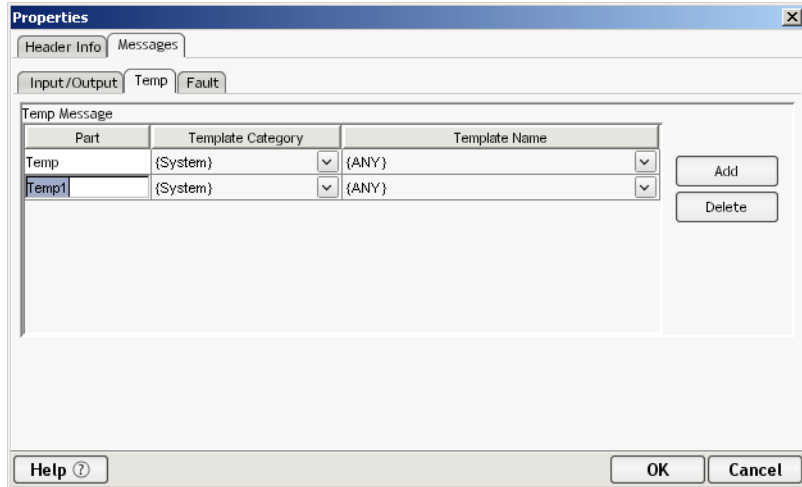 Properties
Header Info Messages
Input/Output Temp Fault
Temp Message
Part Template Category Template Name
Temp {System} {ANY}
Temp1 {System} {ANY}
Add
Delete
Help ?
OK Cancel